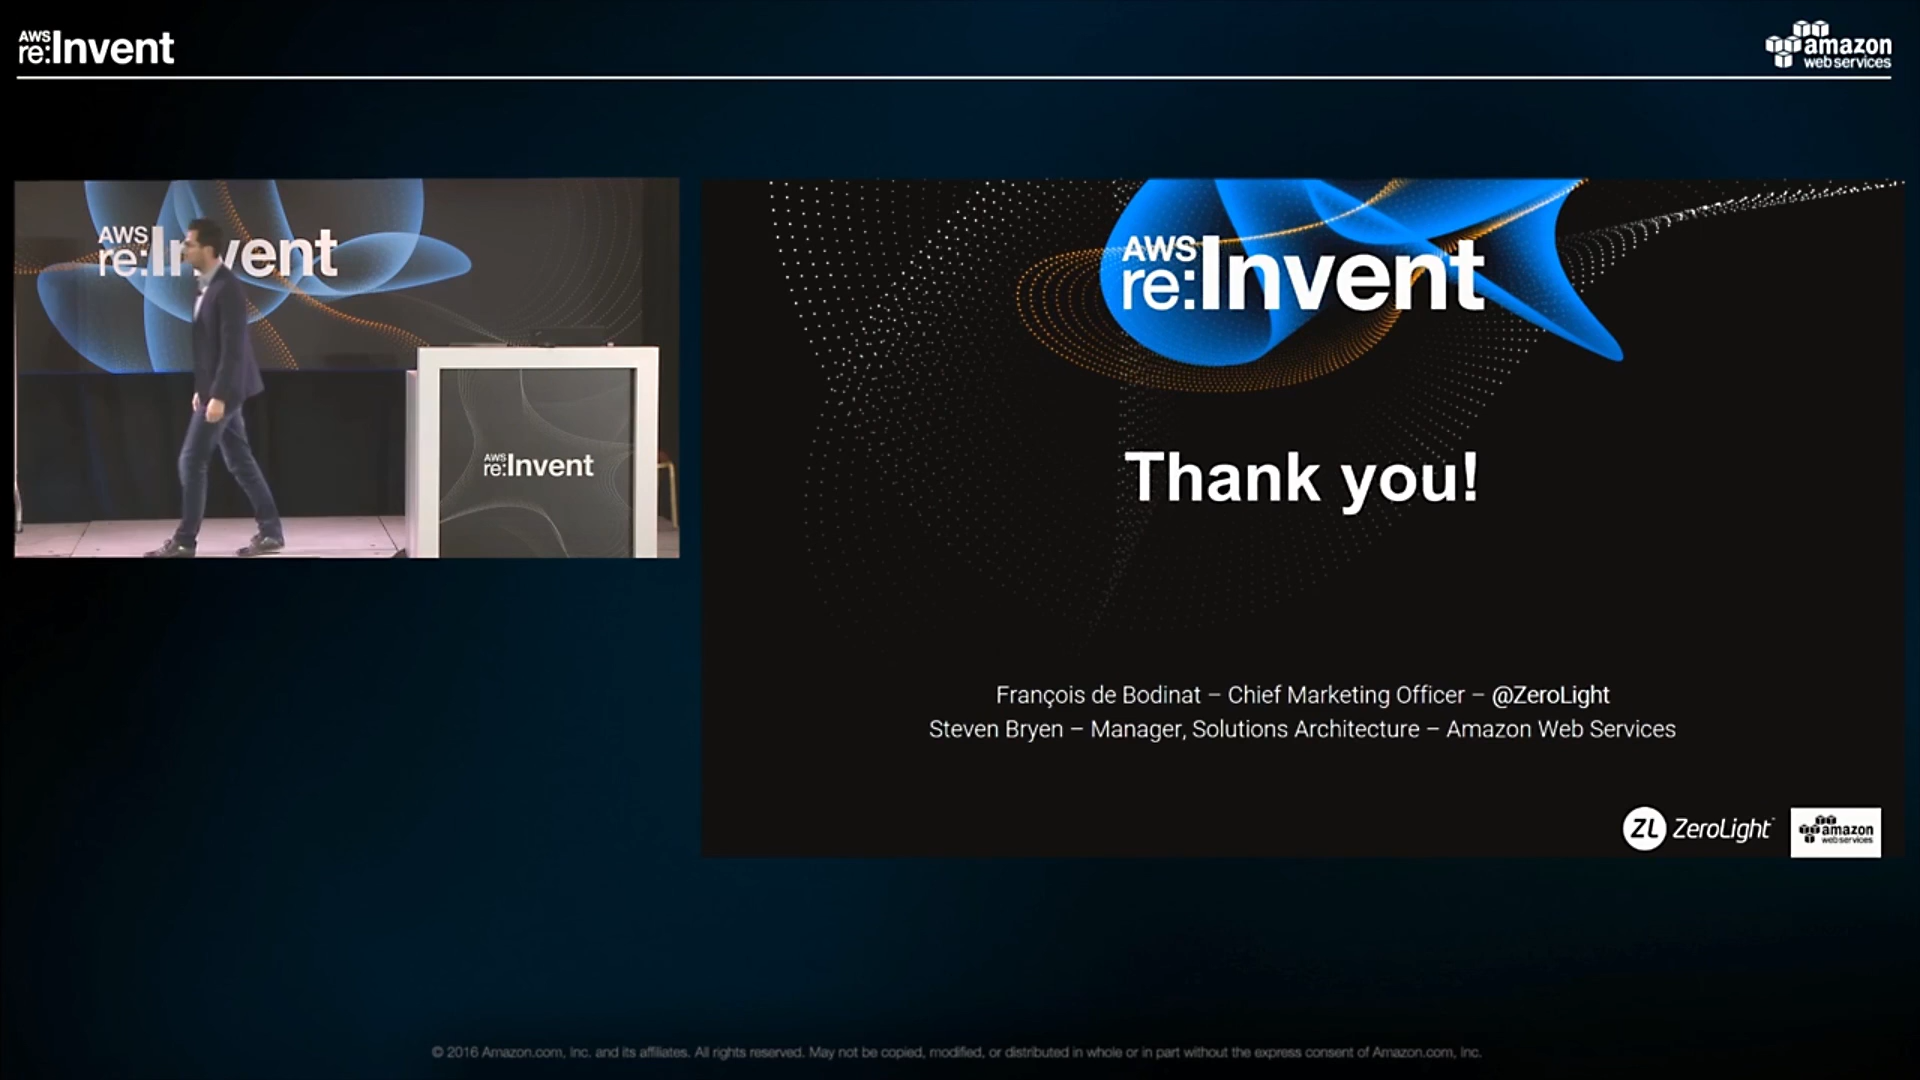 AWS
re:Invent
amazon
web services
AWS
re:Invent
AWS
re:Invent
AWS
re:Invent
Thank you!
François de Bodinat – Chief Marketing Officer – @ZeroLight
Steven Bryen – Manager, Solutions Architecture – Amazon Web Services
ZL ZeroLight
amazon
web services
© 2016 Amazon.com, Inc. and its affiliates. All rights reserved. May not be copied, modified, or distributed in whole or in part without the express consent of Amazon.com, Inc.